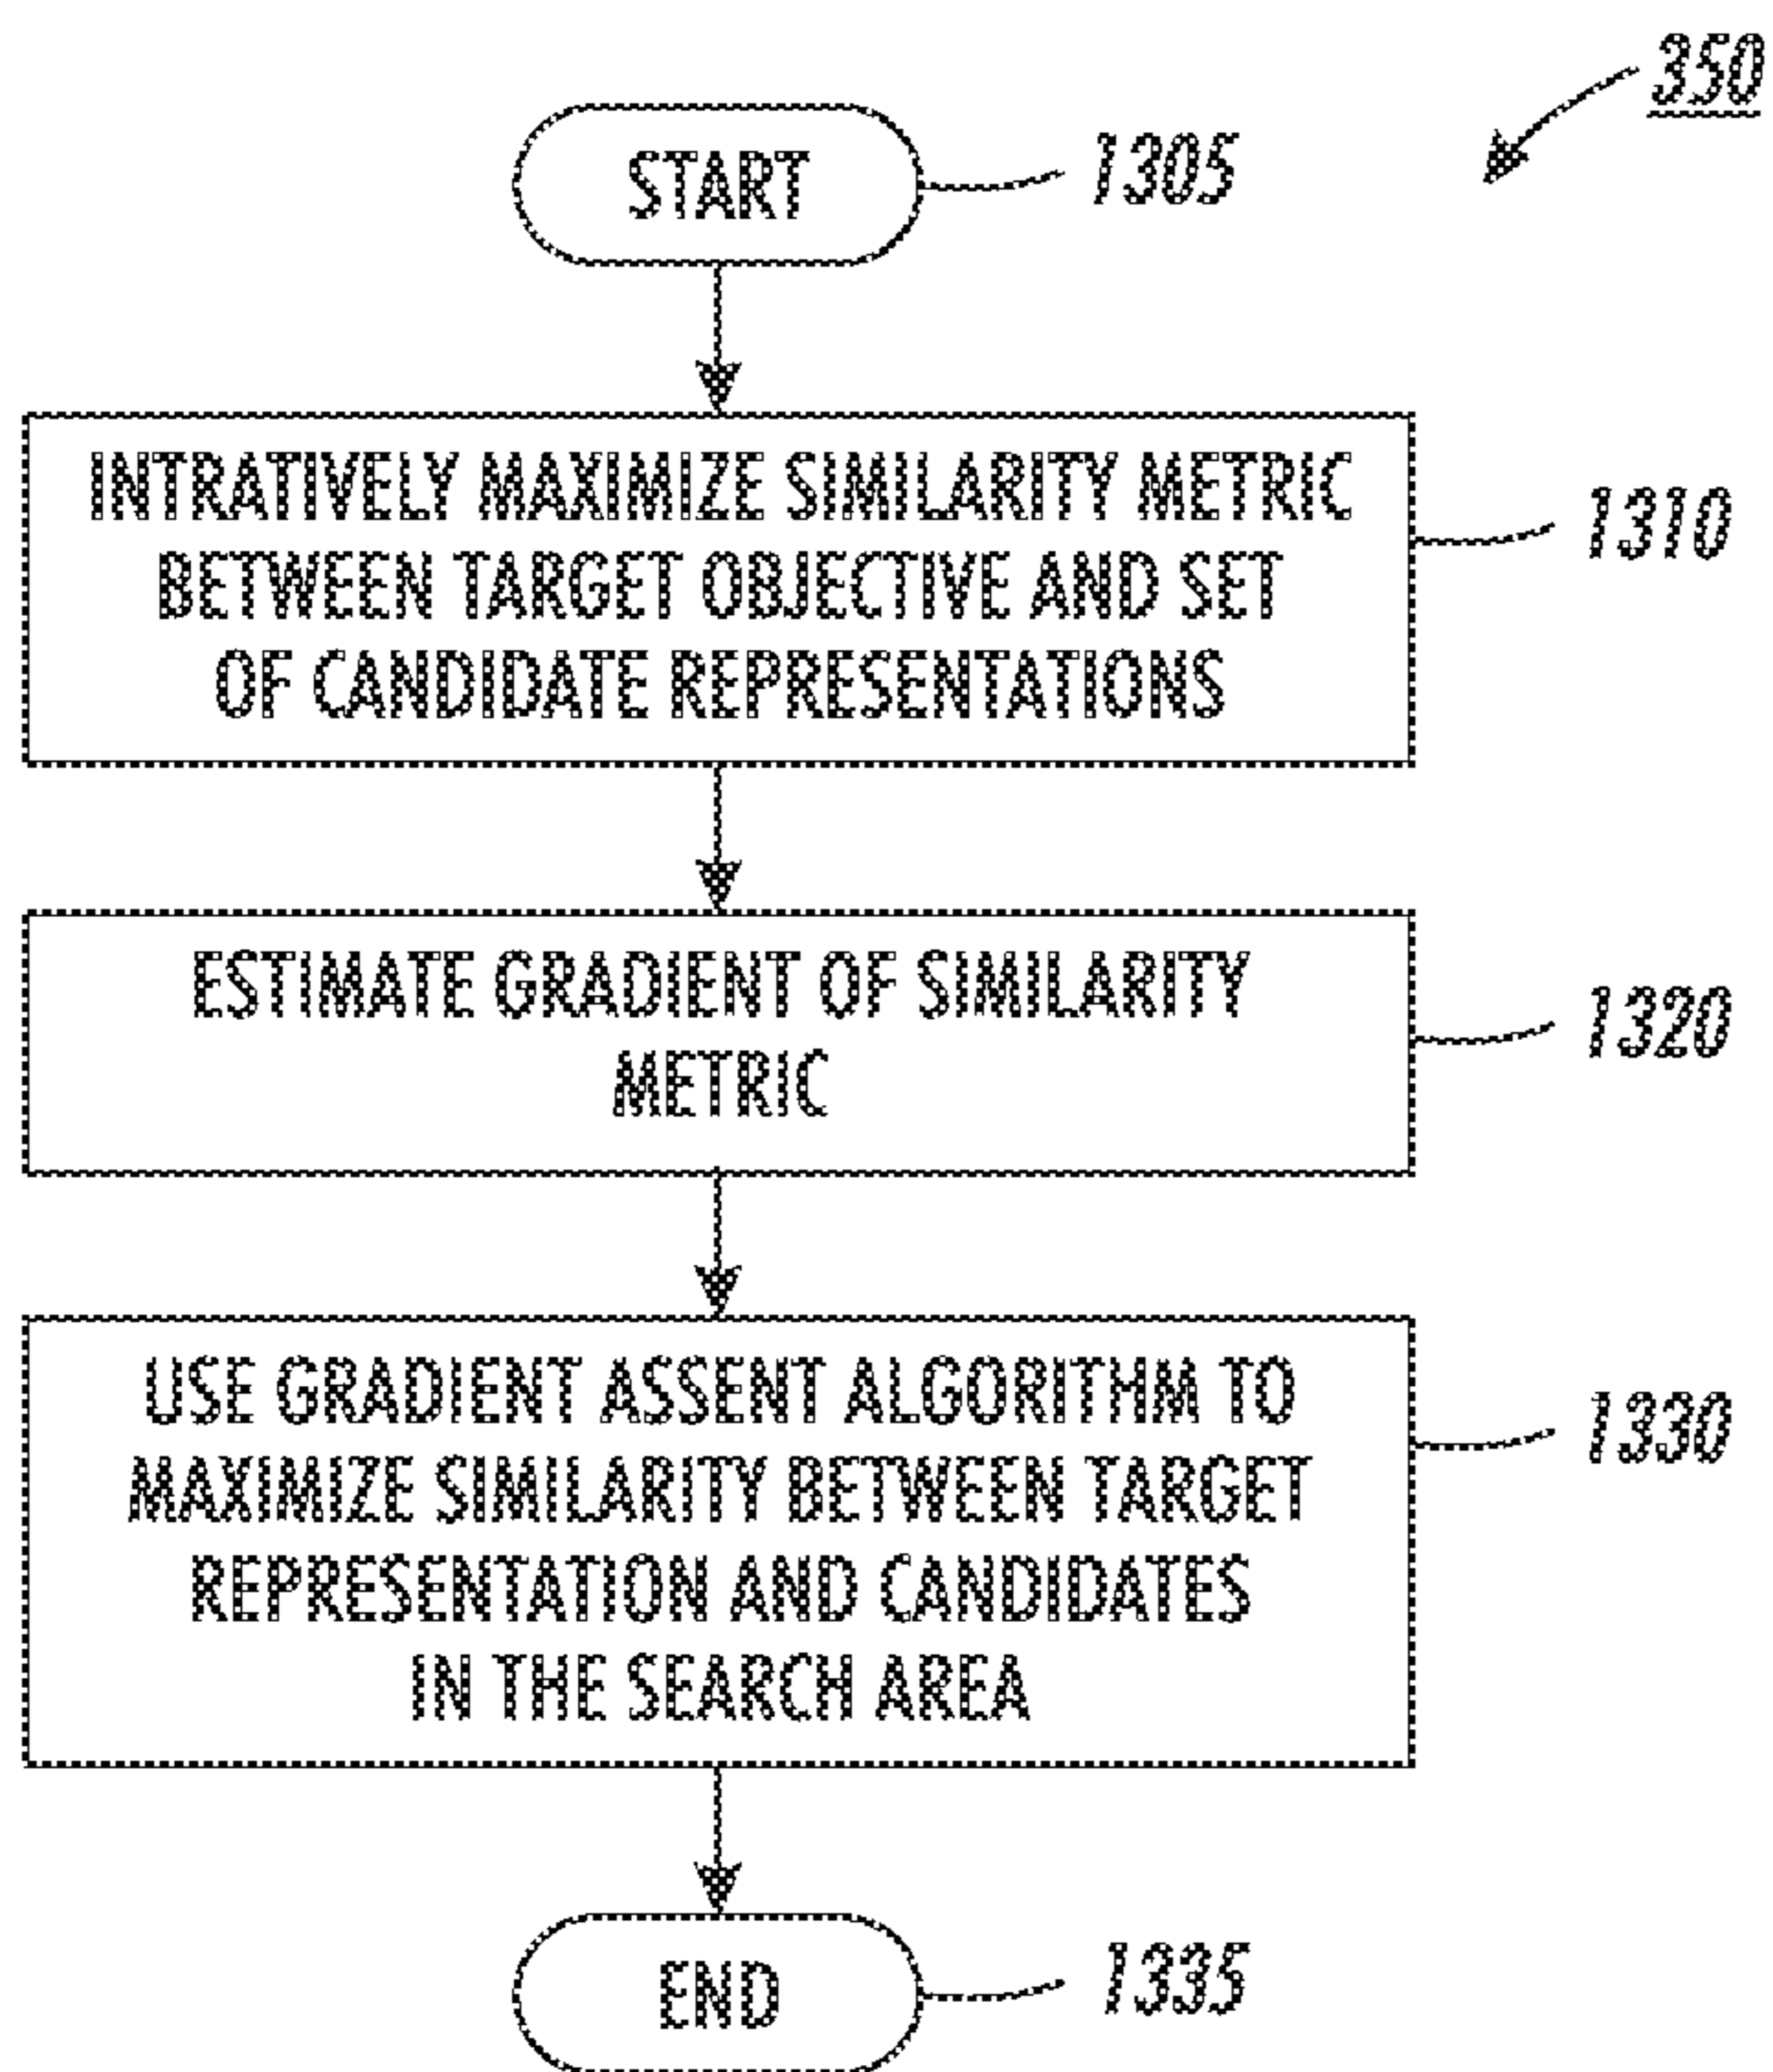 350
START
1305
INTRATIVELY MAXIMIZE SIMILARITY METRIC
BETWEEN TARGET OBJECTIVE AND SET
OF CANDIDATE REPRESENTATIONS
1310
ESTIMATE GRADIENT OF SIMILARITY
METRIC
1320
USE GRADIENT ASSENT ALGORITHM TO
MAXIMIZE SIMILARITY BETWEEN TARGET
REPRESENTATION AND CANDIDATES
IN THE SEARCH AREA
1330
END
1335